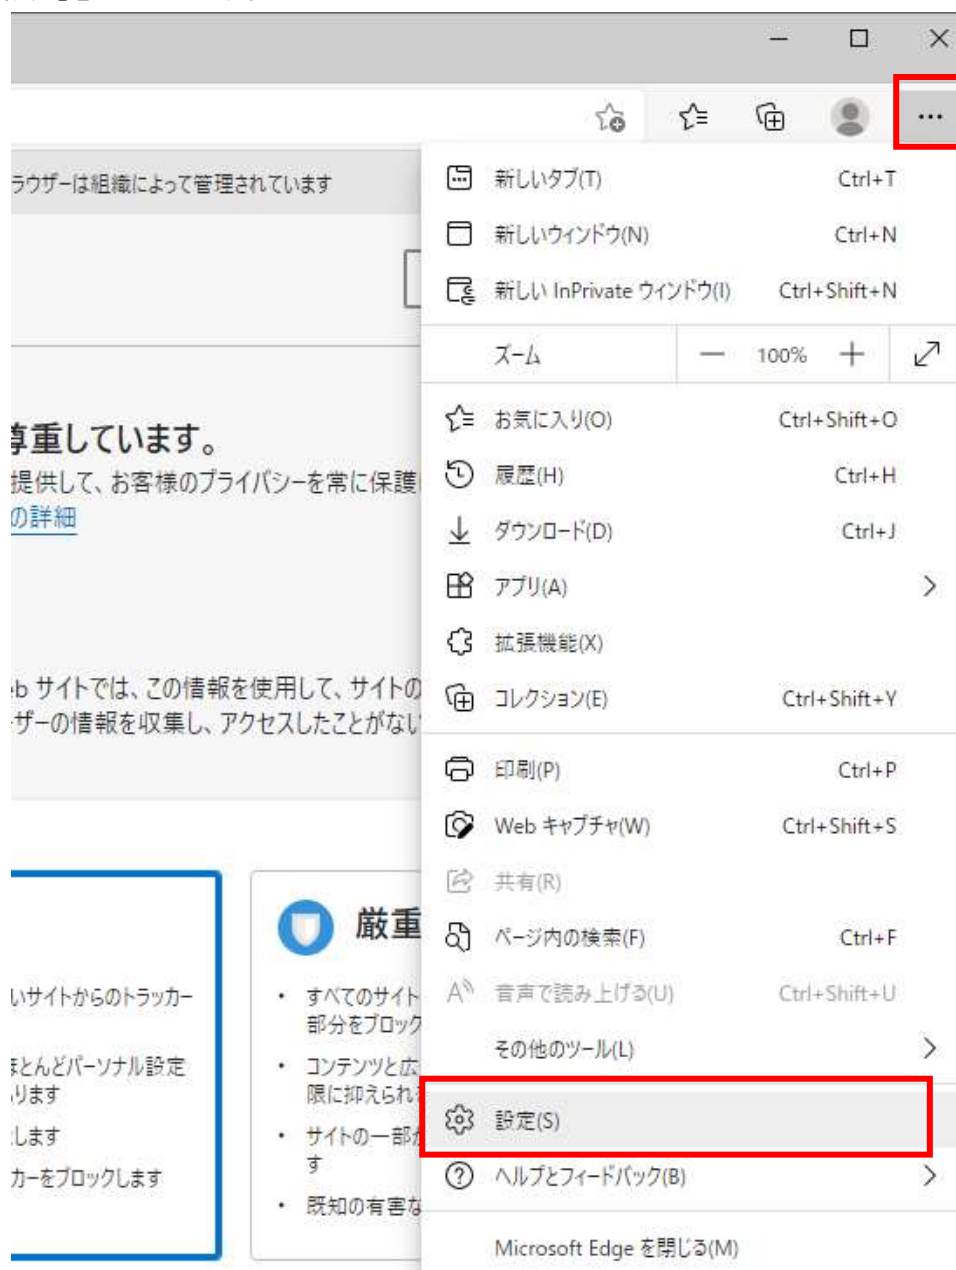 ラウザーは組織によって管理されています
尊重しています。
提供して、お客様のプライバシーを常に保護
の詳細
eb サイトでは、この情報を使用して、サイトの
ーザーの情報を収集し、アクセスしたことがない
いサイトからのトラッカー
ほとんどパーソナル設定
ります
します
カーをブロックします
厳重
• すべてのサイト
部分をブロック
• コンテンツと広
限に抑えられ
• サイトの一部が
す
• 既知の有害な
新しいタブ(T) Ctrl+T
新しいウィンドウ(N) Ctrl+N
新しい InPrivate ウィンドウ(I) Ctrl+Shift+N
ズーム — 100% +
お気に入り(O) Ctrl+Shift+O
履歴(H) Ctrl+H
ダウンロード(D) Ctrl+J
アプリ(A)
拡張機能(X)
コレクション(E) Ctrl+Shift+Y
印刷(P) Ctrl+P
Web キャプチャ(W) Ctrl+Shift+S
共有(R)
ページ内の検索(F) Ctrl+F
音声で読み上げる(U) Ctrl+Shift+U
その他のツール(L)
設定(S)
ヘルプとフィードバック(B)
Microsoft Edge を閉じる(M)